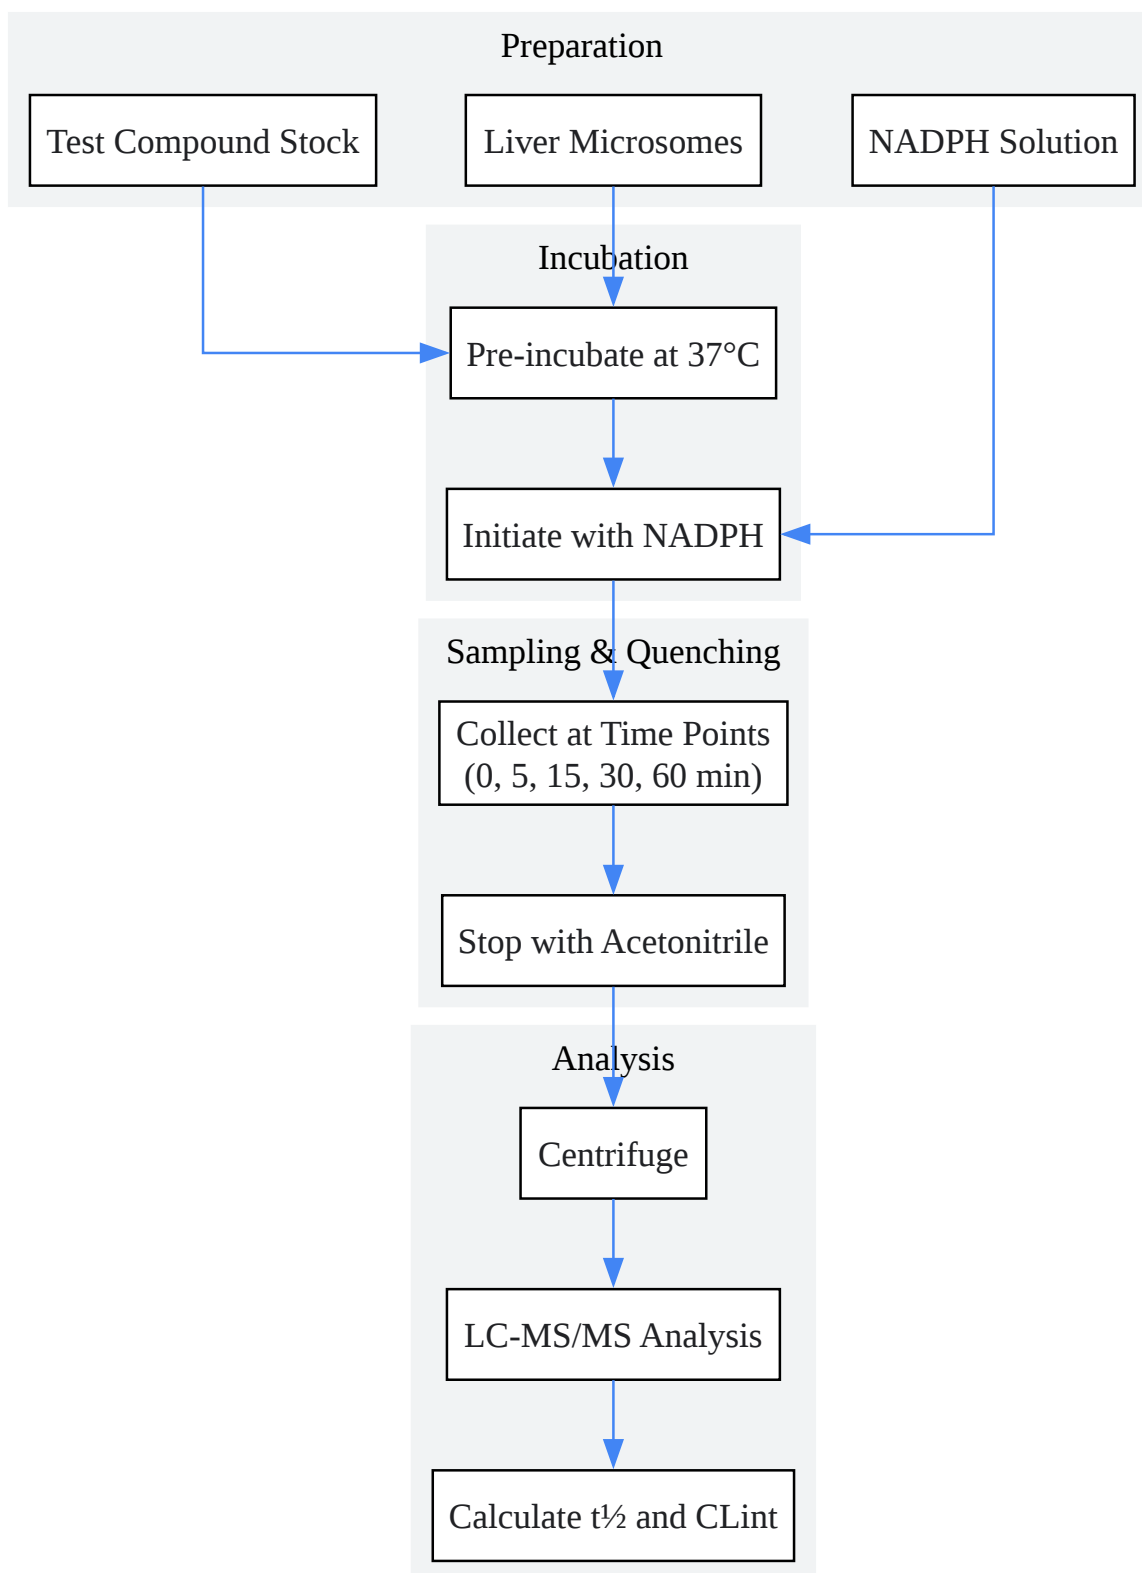 Preparation
Test Compound Stock
Liver Microsomes
NADPH Solution
Incubation
Pre-incubate at 37°C
Initiate with NADPH
Sampling & Quenching
Collect at Time Points
(0, 5, 15, 30, 60 min)
Stop with Acetonitrile
Analysis
Centrifuge
LC-MS/MS Analysis
Calculate t½ and CLint